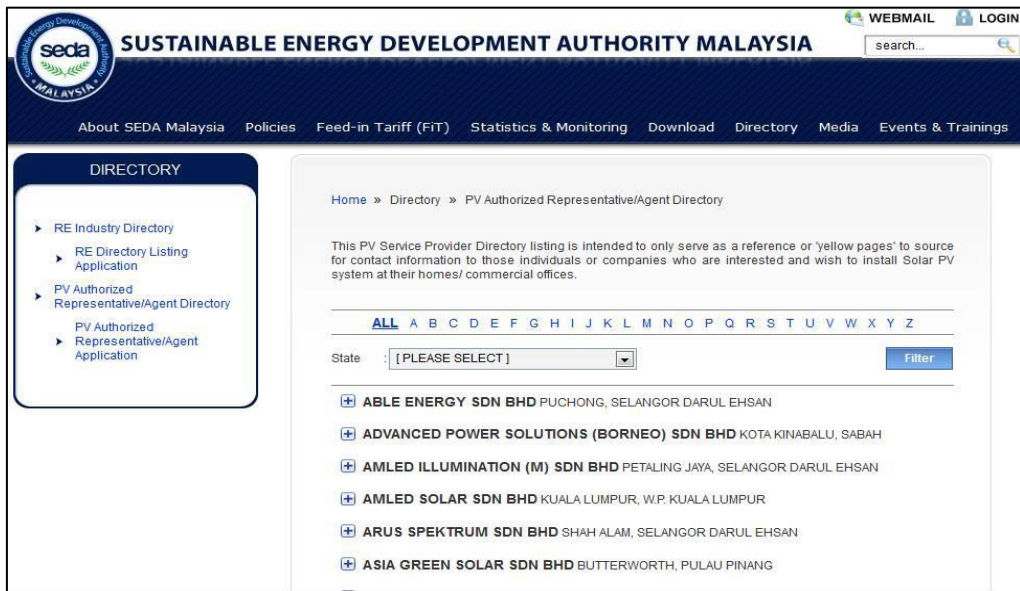 WEBMAIL LOGIN
Sustainable Energy Development Authority
seda
MALAYSIA
SUSTAINABLE ENERGY DEVELOPMENT AUTHORITY MALAYSIA
search...
About SEDA Malaysia Policies Feed-in Tariff (FiT) Statistics & Monitoring Download Directory Media Events & Trainings
DIRECTORY
RE Industry Directory
RE Directory Listing
Application
PV Authorized
Representative/Agent Directory
PV Authorized
Representative/Agent
Application
Home » Directory » PV Authorized Representative/Agent Directory
This PV Service Provider Directory listing is intended to only serve as a reference or 'yellow pages' to source
for contact information to those individuals or companies who are interested and wish to install Solar PV
system at their homes/ commercial offices.
ALL A B C D E F G H I J K L M N O P Q R S T U V W X Y Z
State : [ PLEASE SELECT ] Filter
ABLE ENERGY SDN BHD PUCHONG, SELANGOR DARUL EHSAN
ADVANCED POWER SOLUTIONS (BORNEO) SDN BHD KOTA KINABALU, SABAH
AMLED ILLUMINATION (M) SDN BHD PETALING JAYA, SELANGOR DARUL EHSAN
AMLED SOLAR SDN BHD KUALA LUMPUR, W.P. KUALA LUMPUR
ARUS SPEKTRUM SDN BHD SHAH ALAM, SELANGOR DARUL EHSAN
ASIA GREEN SOLAR SDN BHD BUTTERWORTH, PULAU PINANG